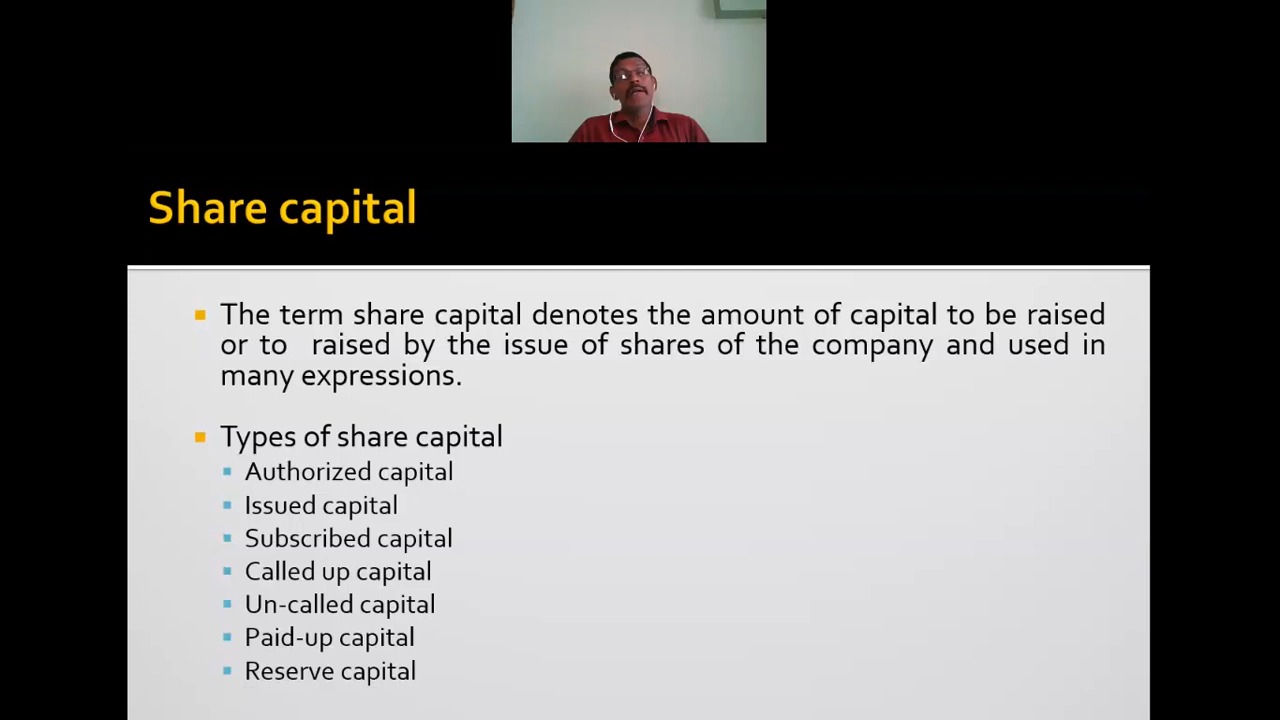 Share capital
The term share capital denotes the amount of capital to be raised
or to raised by the issue of shares of the company and used in
many expressions.
Types of share capital
Authorized capital
Issued capital
Subscribed capital
Called up capital
Un-called capital
Paid-up capital
Reserve capital